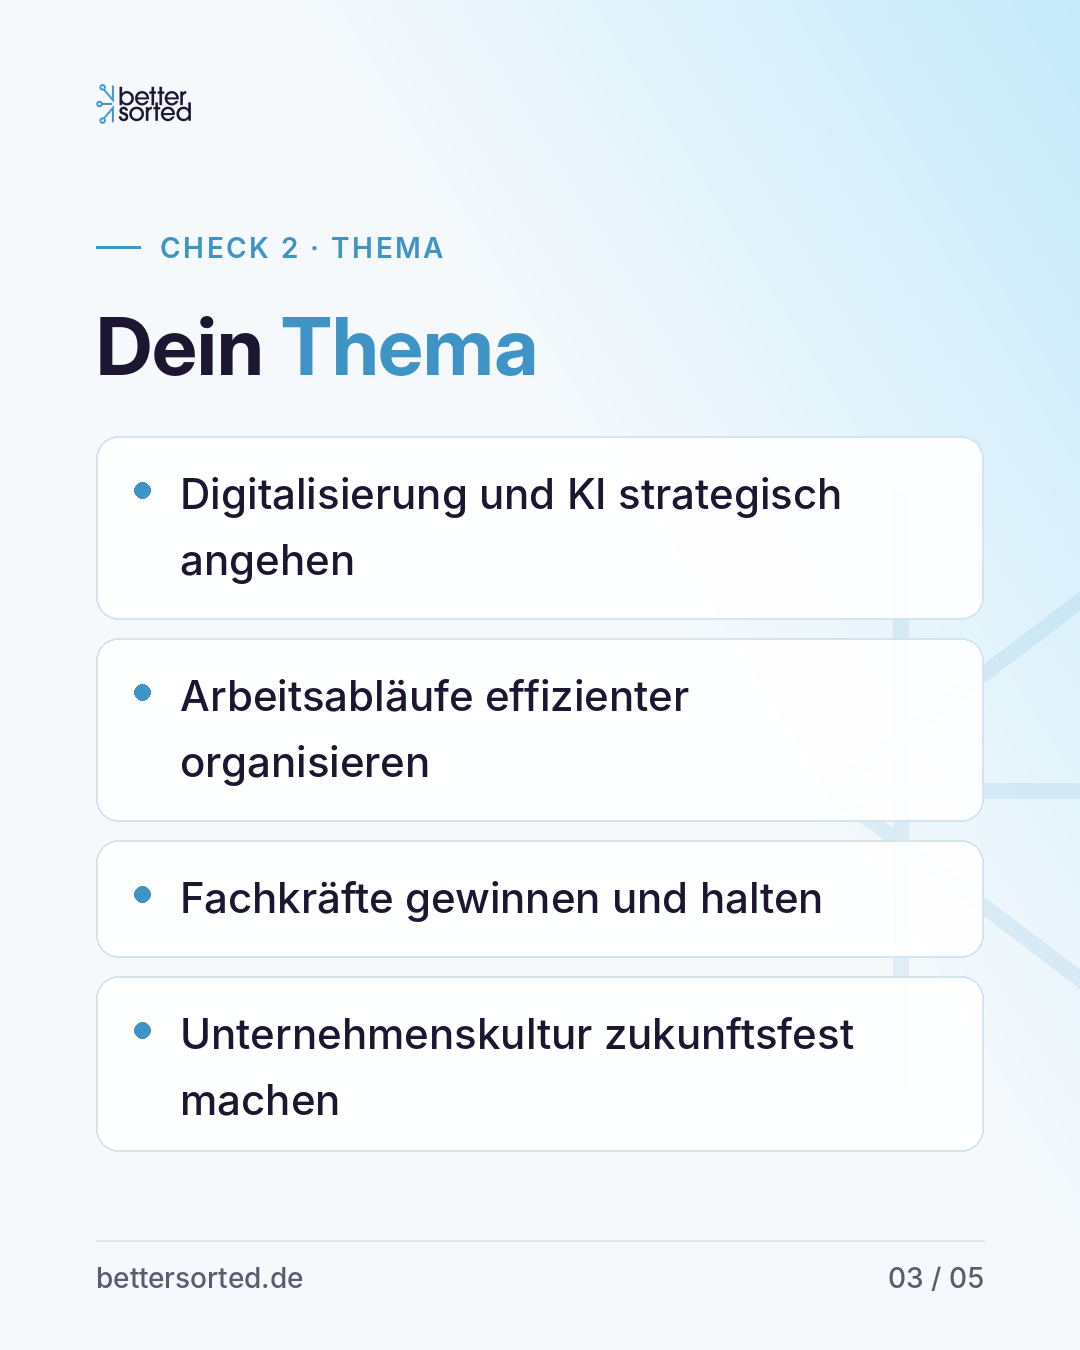 better
sorted
CHECK 2 · THEMA
Dein Thema
Digitalisierung und KI strategisch
angehen
Arbeitsabläufe effizienter
organisieren
Fachkräfte gewinnen und halten
Unternehmenskultur zukunftsfest
machen
bettersorted.de
03 / 05